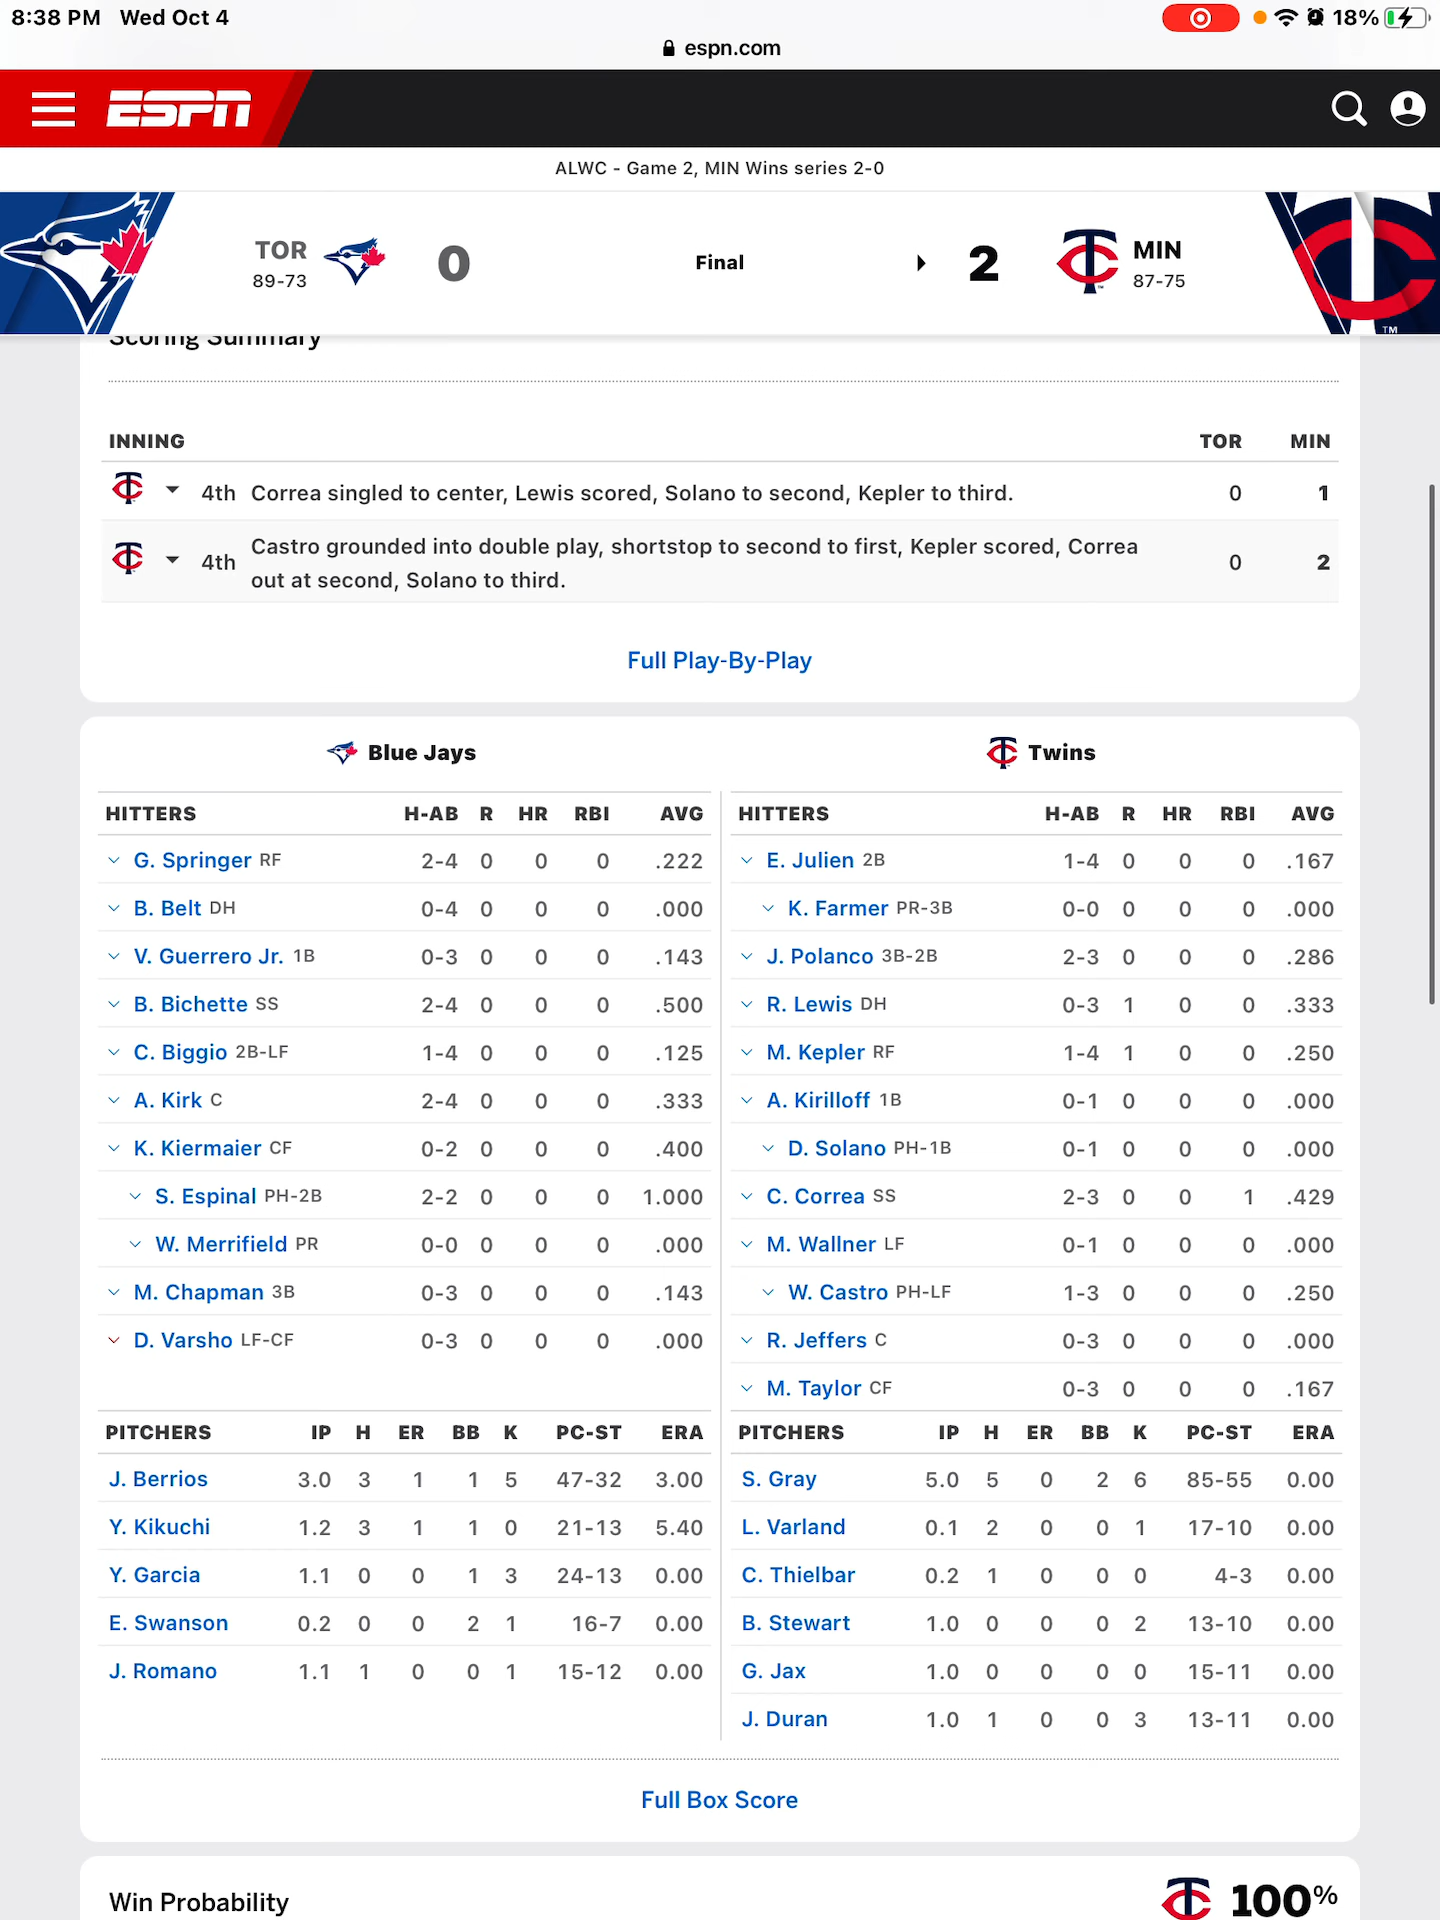 8:38 PM Wed Oct 4
18%
espn.com
ESPN
ALWC - Game 2, MIN Wins series 2-0
TOR 0 Final 2 MIN
89-73 87-75
TM
Scoring Summary
INNING TOR MIN
4th Correa singled to center, Lewis scored, Solano to second, Kepler to third. 0 1
4th Castro grounded into double play, shortstop to second to first, Kepler scored, Correa 0 2
out at second, Solano to third.
Full Play-By-Play
Blue Jays
HITTERS H-AB R HR RBI AVG
G. Springer RF 2-4 0 0 0 .222
B. Belt DH 0-4 0 0 0 .000
V. Guerrero Jr. 1B 0-3 0 0 0 .143
B. Bichette SS 2-4 0 0 0 .500
C. Biggio 2B-LF 1-4 0 0 0 .125
A. Kirk C 2-4 0 0 0 .333
K. Kiermaier CF 0-2 0 0 0 .400
S. Espinal PH-2B 2-2 0 0 0 1.000
W. Merrifield PR 0-0 0 0 0 .000
M. Chapman 3B 0-3 0 0 0 .143
D. Varsho LF-CF 0-3 0 0 0 .000
PITCHERS IP H ER BB K PC-ST ERA
J. Berrios 3.0 3 1 1 5 47-32 3.00
Y. Kikuchi 1.2 3 1 1 0 21-13 5.40
Y. Garcia 1.1 0 0 1 3 24-13 0.00
E. Swanson 0.2 0 0 2 1 16-7 0.00
J. Romano 1.1 1 0 0 1 15-12 0.00
Twins
HITTERS H-AB R HR RBI AVG
E. Julien 2B 1-4 0 0 0 .167
K. Farmer PR-3B 0-0 0 0 0 .000
J. Polanco 3B-2B 2-3 0 0 0 .286
R. Lewis DH 0-3 1 0 0 .333
M. Kepler RF 1-4 1 0 0 .250
A. Kirilloff 1B 0-1 0 0 0 .000
D. Solano PH-1B 0-1 0 0 0 .000
C. Correa SS 2-3 0 0 1 .429
M. Wallner LF 0-1 0 0 0 .000
W. Castro PH-LF 1-3 0 0 0 .250
R. Jeffers C 0-3 0 0 0 .000
M. Taylor CF 0-3 0 0 0 .167
PITCHERS IP H ER BB K PC-ST ERA
S. Gray 5.0 5 0 2 6 85-55 0.00
L. Varland 0.1 2 0 0 1 17-10 0.00
C. Thielbar 0.2 1 0 0 0 4-3 0.00
B. Stewart 1.0 0 0 0 2 13-10 0.00
G. Jax 1.0 0 0 0 0 15-11 0.00
J. Duran 1.0 1 0 0 3 13-11 0.00
Full Box Score
Win Probability 100%